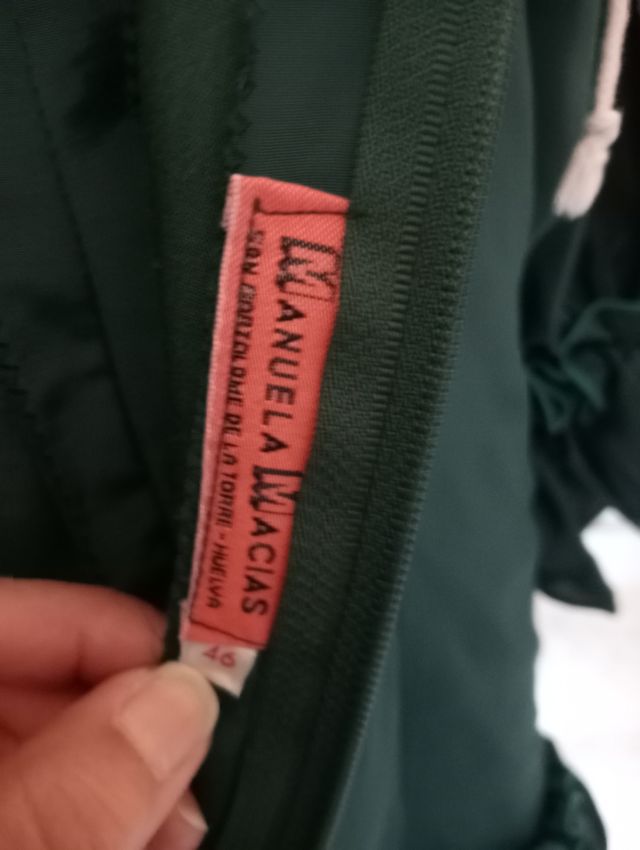 MANUELA MACIAS
SAN BARTOLOME DE LA TORRE - HUELVA
46